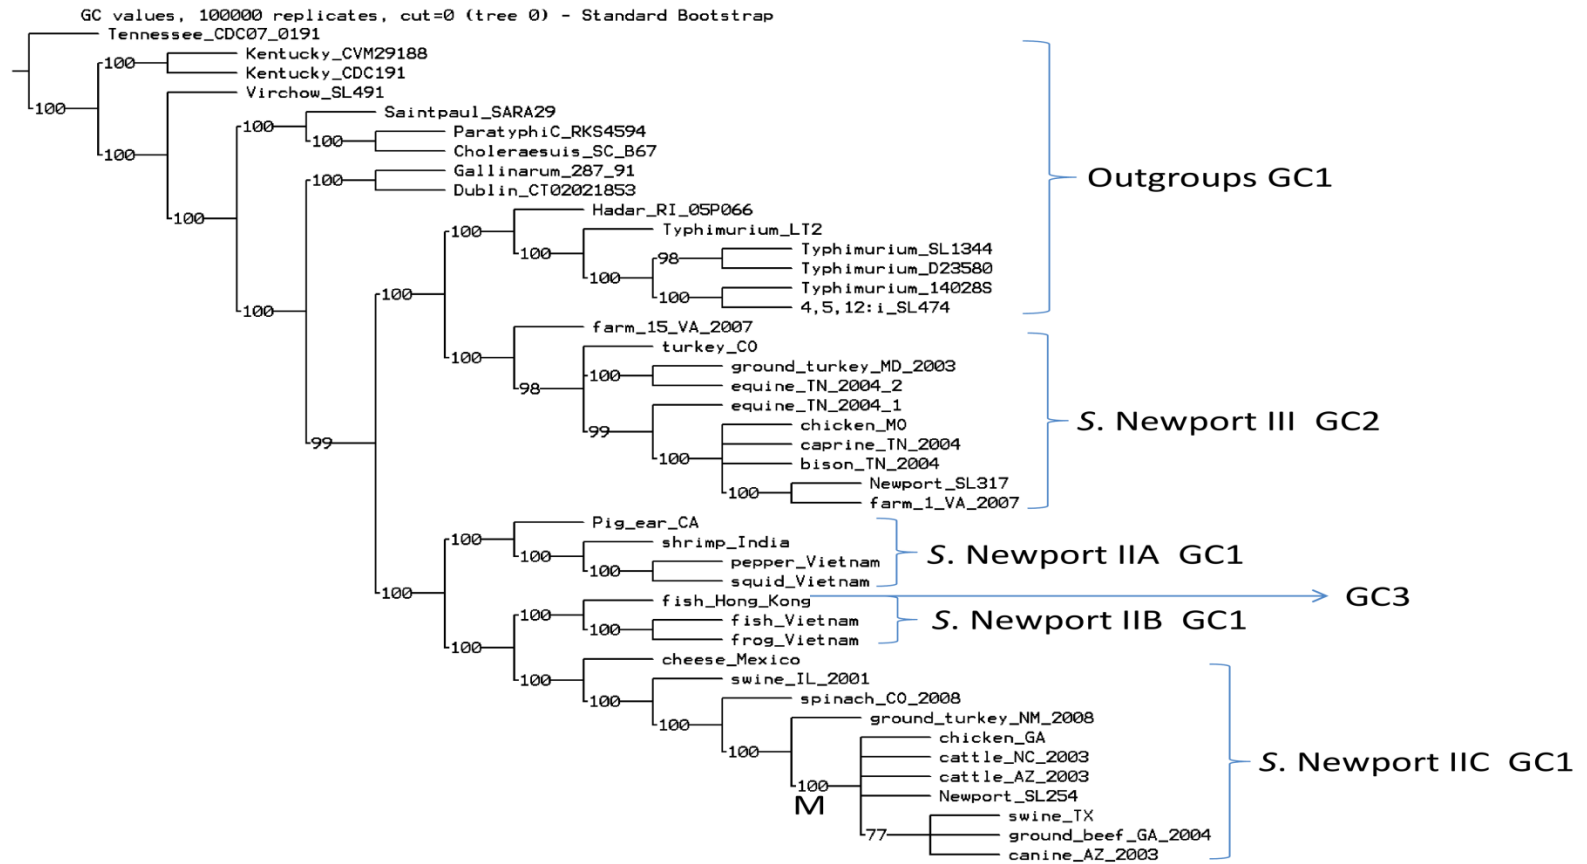 GC values, 100000 replicates, cut=0 (tree 0) - Standard Bootstrap
Tennessee_CDC07_0191
100
Kentucky_CVM29188
Kentucky_CDC191
100
Virchow_SL491
100
Saintpaul_SARA29
100
ParatyphiC_RKS4594
Choleraesuis_SC_B67
100
Gallinarum_287_91
Dublin_CT02021853
100
Outgroups GC1
100
Hadar_RI_05P066
100
Typhimurium_LT2
100
Typhimurium_SL1344
98
Typhimurium_D23580
100
Typhimurium_14028S
100
4,5,12:i_SL474
100
100
farm_15_VA_2007
turkey_CO
100
ground_turkey_MD_2003
100
equine_TN_2004_2
98
equine_TN_2004_1
chicken_MO
S. Newport III GC2
99
caprine_TN_2004
99
bison_TN_2004
100
Newport_SL317
100
farm_1_VA_2007
Pig_ear_CA
100
shrimp_India
100
pepper_Vietnam
S. Newport IIA GC1
100
squid_Vietnam
100
fish_Hong_Kong
GC3
100
fish_Vietnam
S. Newport IIB GC1
100
frog_Vietnam
100
cheese_Mexico
100
swine_IL_2001
100
spinach_CO_2008
100
ground_turkey_NM_2008
100
chicken_GA
cattle_NC_2003
S. Newport IIC GC1
cattle_AZ_2003
100
Newport_SL254
M
swine_TX
77
ground_beef_GA_2004
canine_AZ_2003